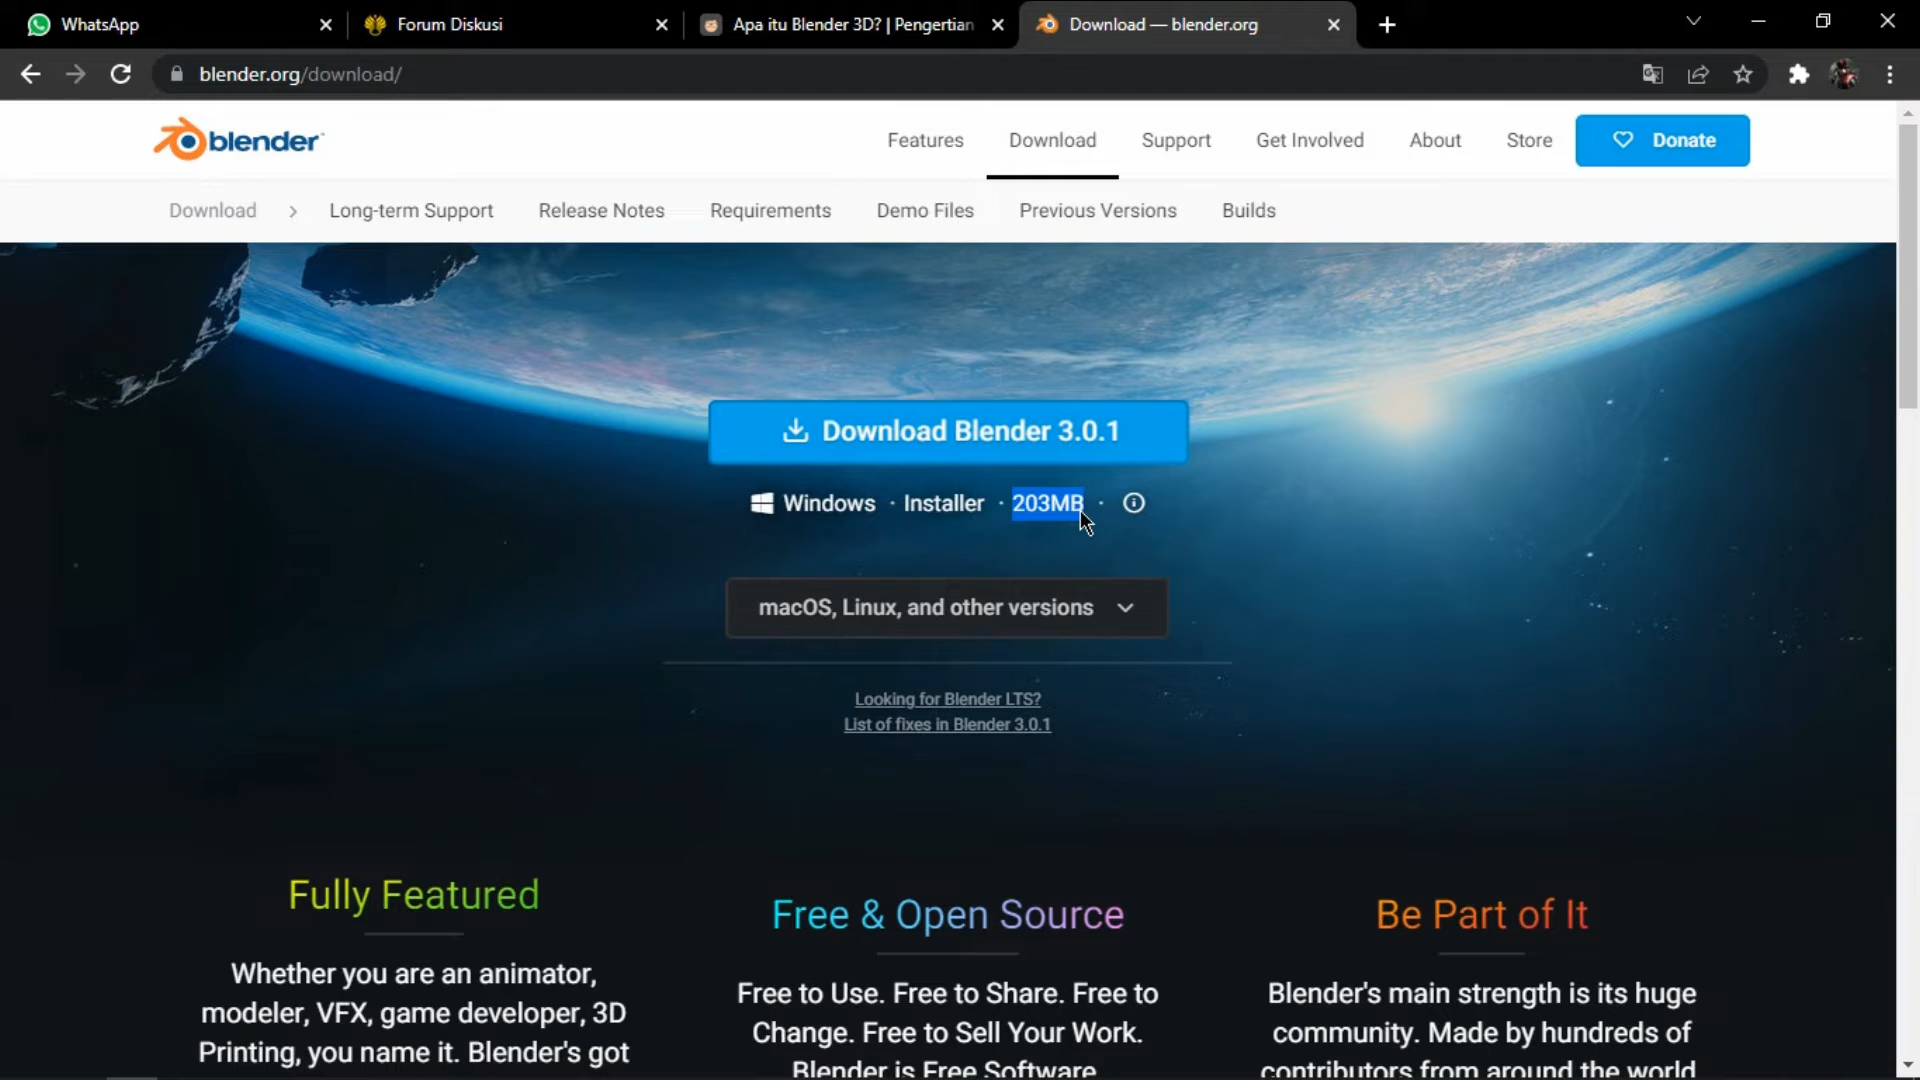 WhatsApp
Forum Diskusi
Apa itu Blender 3D? | Pengertian
Download — blender.org
blender.org/download/
blender
Features
Download
Support
Get Involved
About
Store
Donate
Download
Long-term Support
Release Notes
Requirements
Demo Files
Previous Versions
Builds
Download Blender 3.0.1
Windows · Installer · 203MB ·
macOS, Linux, and other versions
Looking for Blender LTS?
List of fixes in Blender 3.0.1
Fully Featured
Whether you are an animator,
modeler, VFX, game developer, 3D
Printing, you name it. Blender's got
Free & Open Source
Free to Use. Free to Share. Free to
Change. Free to Sell Your Work.
Blender is Free Software
Be Part of It
Blender's main strength is its huge
community. Made by hundreds of
contributors from around the world